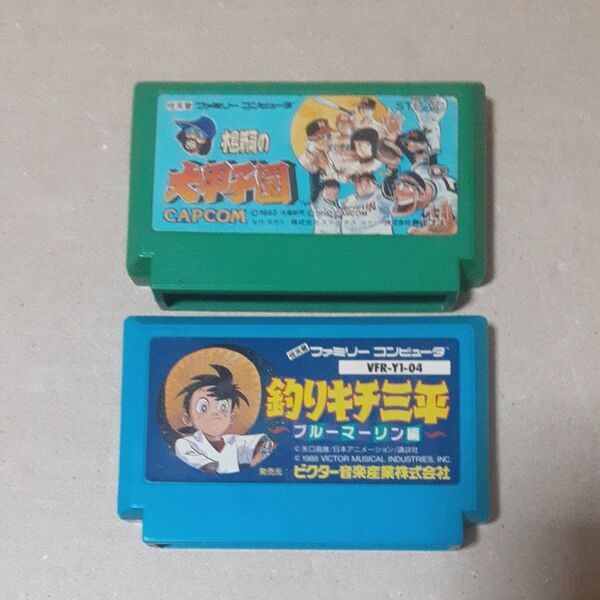 任天堂 ファミリー コンピュータ
水島新司の
大甲子園
CAPCOM
任天堂 ファミリー コンピュータ
VFR-Y1-04
釣りキチ三平
ブルーマーリン編
© 矢口高雄/日本アニメーション/講談社
© 1988 VICTOR MUSICAL INDUSTRIES, INC.
発売元: ビクター音楽産業株式会社